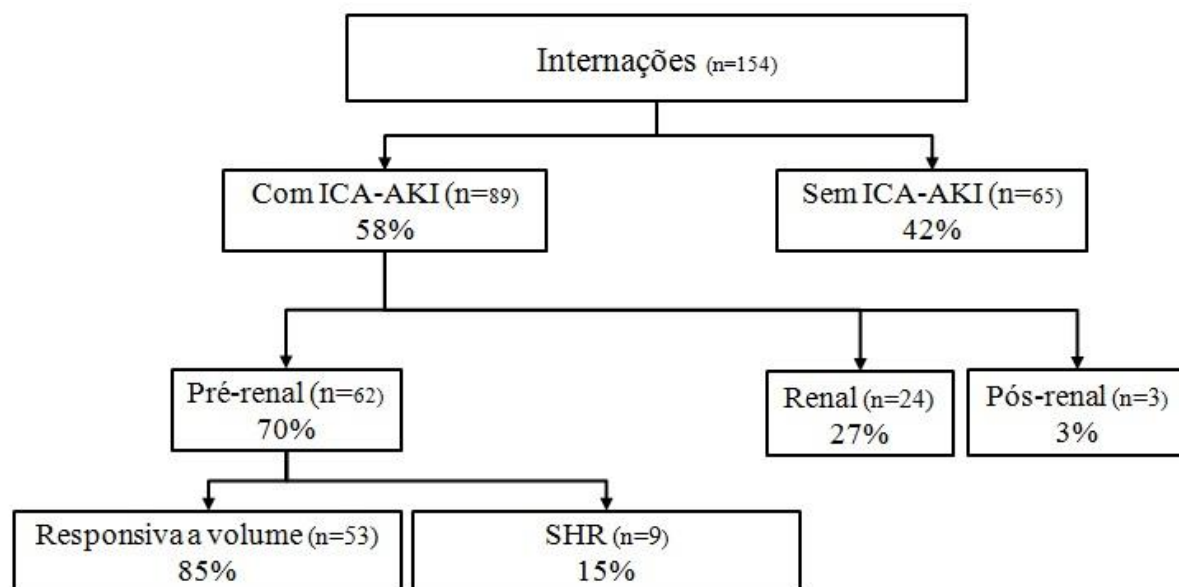 Internações (n=154)
Com ICA-AKI (n=89)
58%
Sem ICA-AKI (n=65)
42%
Pré-renal (n=62)
70%
Renal (n=24)
27%
Pós-renal (n=3)
3%
Responsiva a volume (n=53)
85%
SHR (n=9)
15%